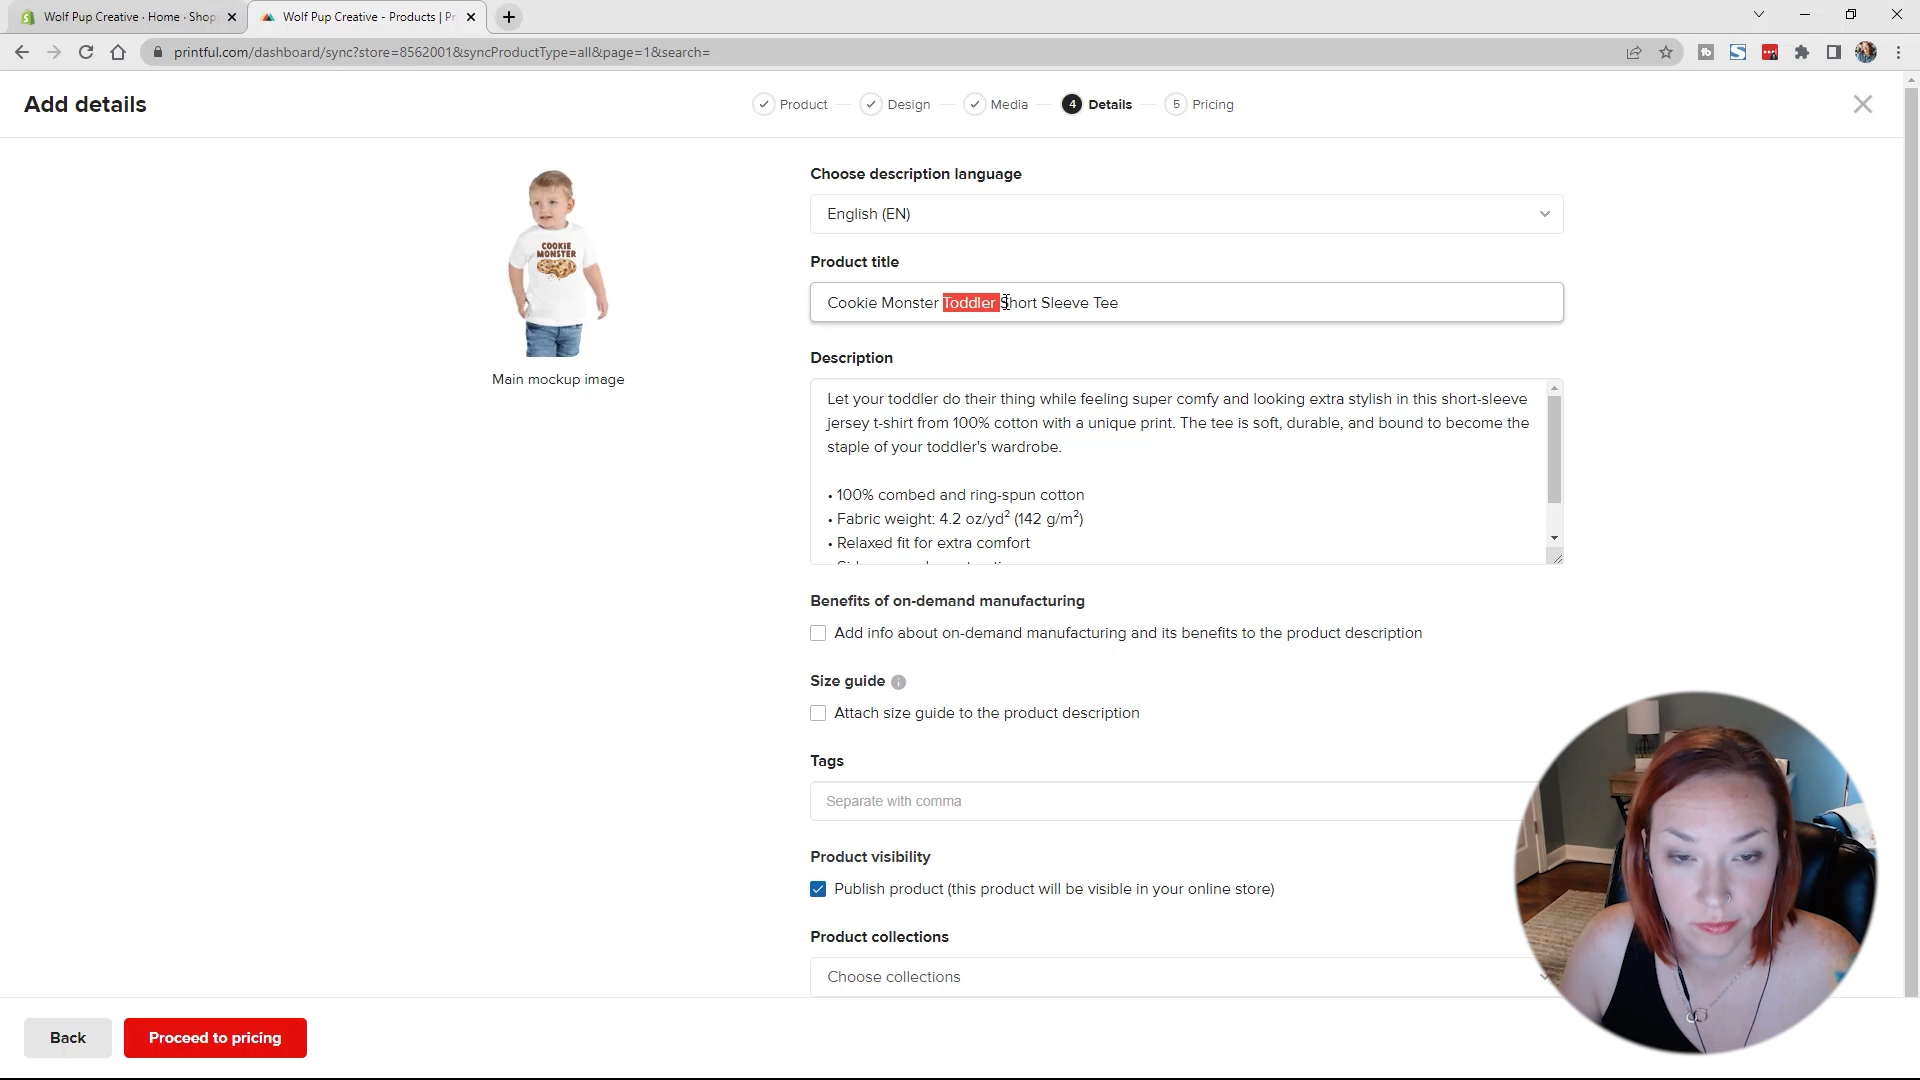 Wolf Pup Creative · Home · Shop
Wolf Pup Creative - Products | Pr
printful.com/dashboard/sync?store=8562001&syncProductType=all&page=1&search=
Add details
Product
Design
Media
4 Details
5 Pricing
Choose description language
English (EN)
Product title
Cookie Monster Toddler Short Sleeve Tee
COOKIE
MONSTER
Main mockup image
Description
Let your toddler do their thing while feeling super comfy and looking extra stylish in this short-sleeve
jersey t-shirt from 100% cotton with a unique print. The tee is soft, durable, and bound to become the
staple of your toddler's wardrobe.
• 100% combed and ring-spun cotton
• Fabric weight: 4.2 oz/yd² (142 g/m²)
• Relaxed fit for extra comfort
Benefits of on-demand manufacturing
Add info about on-demand manufacturing and its benefits to the product description
Size guide
Attach size guide to the product description
Tags
Separate with comma
Product visibility
Publish product (this product will be visible in your online store)
Product collections
Choose collections
Back
Proceed to pricing